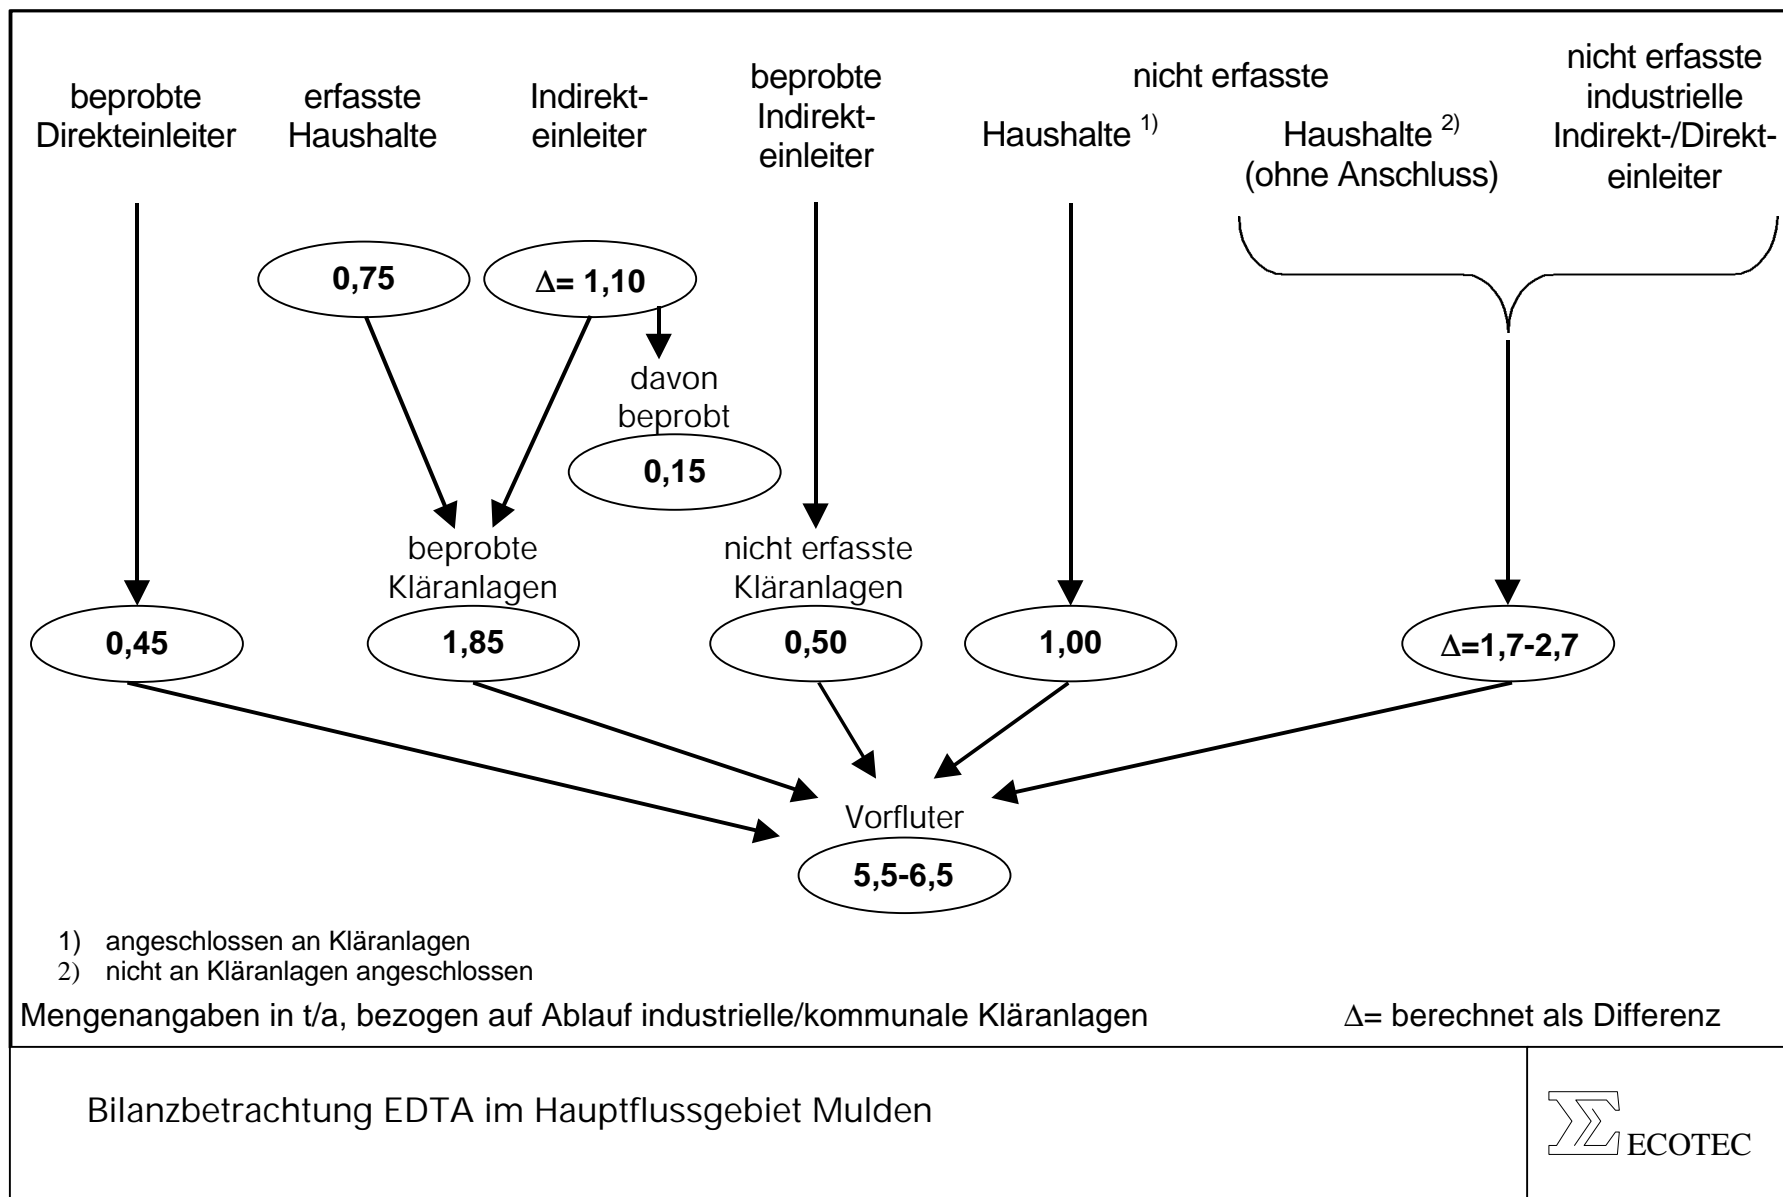 beprobte
Direkteinleiter
erfasste
Haushalte
Indirekt-
einleiter
beprobte
Indirekt-
einleiter
nicht erfasste
Haushalte 1)
Haushalte 2)
(ohne Anschluss)
nicht erfasste
industrielle
Indirekt-/Direkt-
einleiter
0,75
Δ= 1,10
davon
beprobt
0,15
beprobte
Kläranlagen
nicht erfasste
Kläranlagen
0,45
1,85
0,50
1,00
Δ=1,7-2,7
Vorfluter
5,5-6,5
1) angeschlossen an Kläranlagen
2) nicht an Kläranlagen angeschlossen
Mengenangaben in t/a, bezogen auf Ablauf industrielle/kommunale Kläranlagen
Δ= berechnet als Differenz
Bilanzbetrachtung EDTA im Hauptflussgebiet Mulden
ECOTEC